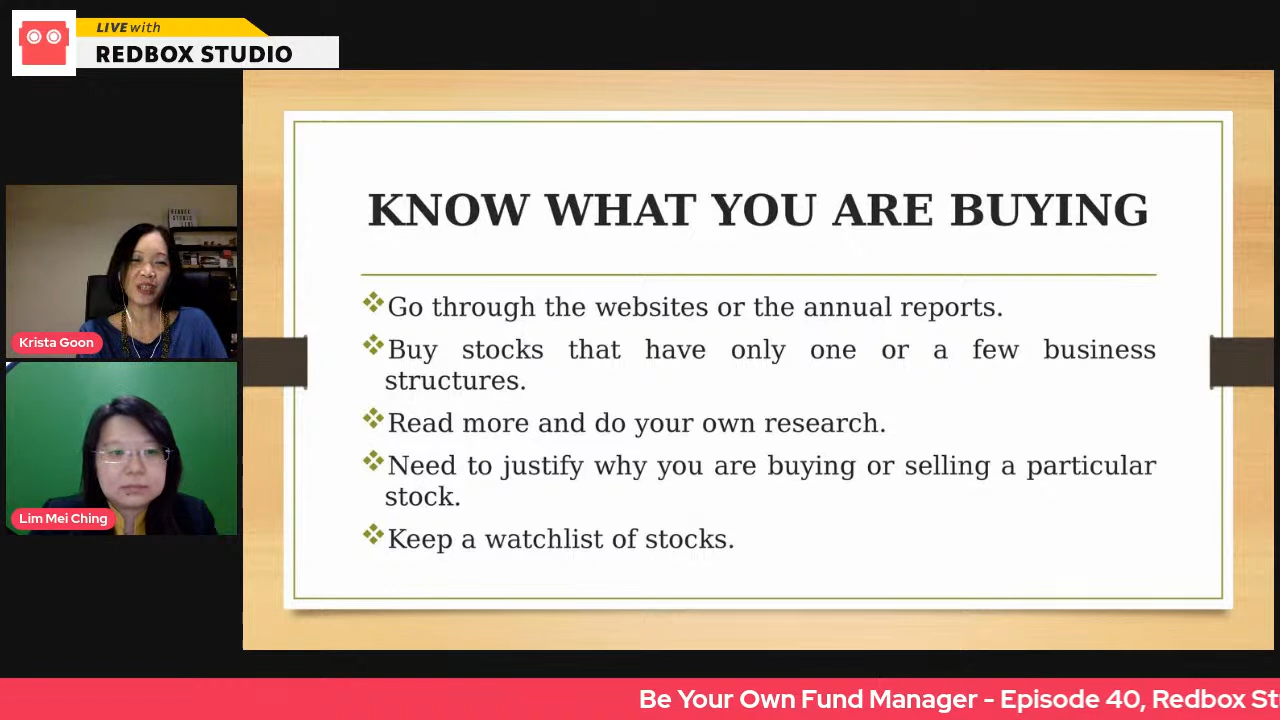 LIVE with
REDBOX STUDIO
KNOW WHAT YOU ARE BUYING
Go through the websites or the annual reports.
Buy stocks that have only one or a few business
structures.
Read more and do your own research.
Need to justify why you are buying or selling a particular
stock.
Keep a watchlist of stocks.
Krista Goon
Lim Mei Ching
Be Your Own Fund Manager - Episode 40, Redbox St